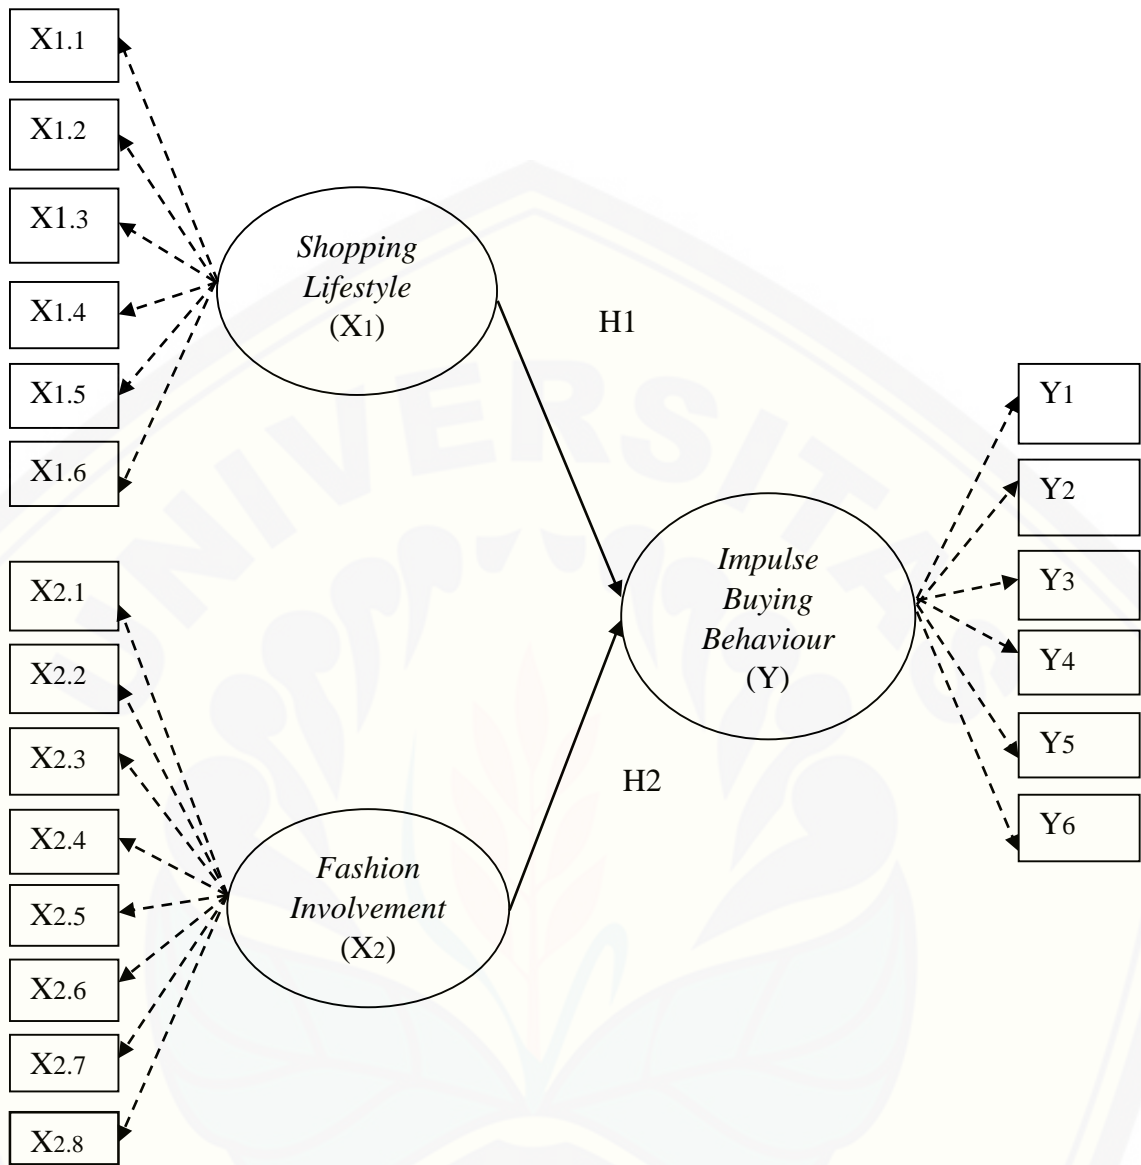 X1.1
X1.2
X1.3
X1.4
X1.5
X1.6
Shopping
Lifestyle
(X1)
H1
X2.1
X2.2
X2.3
X2.4
X2.5
X2.6
X2.7
X2.8
Fashion
Involvement
(X2)
H2
Impulse
Buying
Behaviour
(Y)
Y1
Y2
Y3
Y4
Y5
Y6
UNIVERSITAS